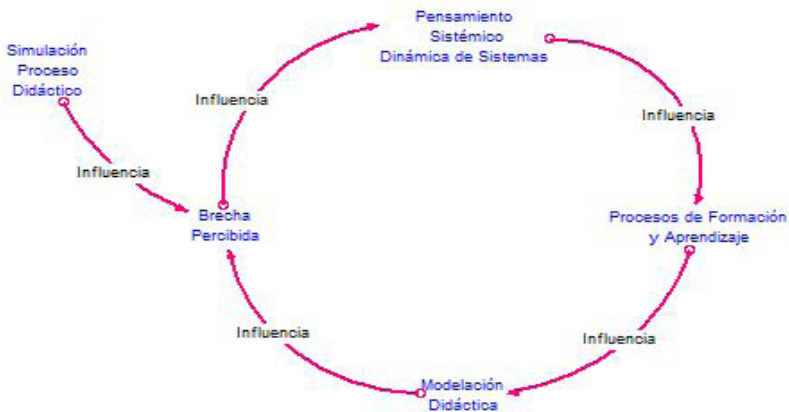 Pensamiento
Sistémico
Dinámica de Sistemas
Simulación
Proceso
Didáctico
Influencia
Influencia
Influencia
Brecha
Percibida
Procesos de Formación
y Aprendizaje
Influencia
Influencia
Modelación
Didáctica